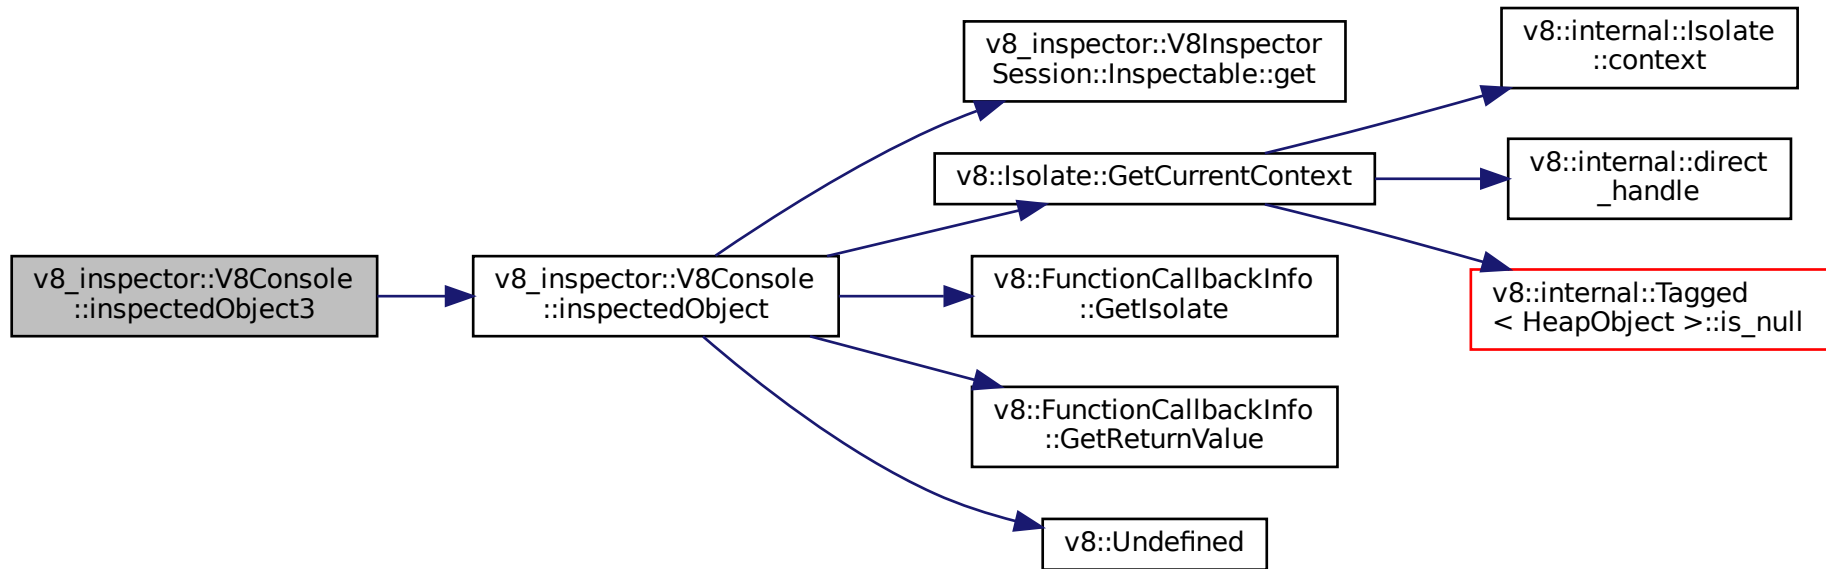 v8_inspector::V8Console
::inspectedObject3
v8_inspector::V8Console
::inspectedObject
v8_inspector::V8Inspector
Session::Inspectable::get
v8::Isolate::GetCurrentContext
v8::FunctionCallbackInfo
::GetIsolate
v8::FunctionCallbackInfo
::GetReturnValue
v8::Undefined
v8::internal::Isolate
::context
v8::internal::direct
_handle
v8::internal::Tagged
< HeapObject >::is_null